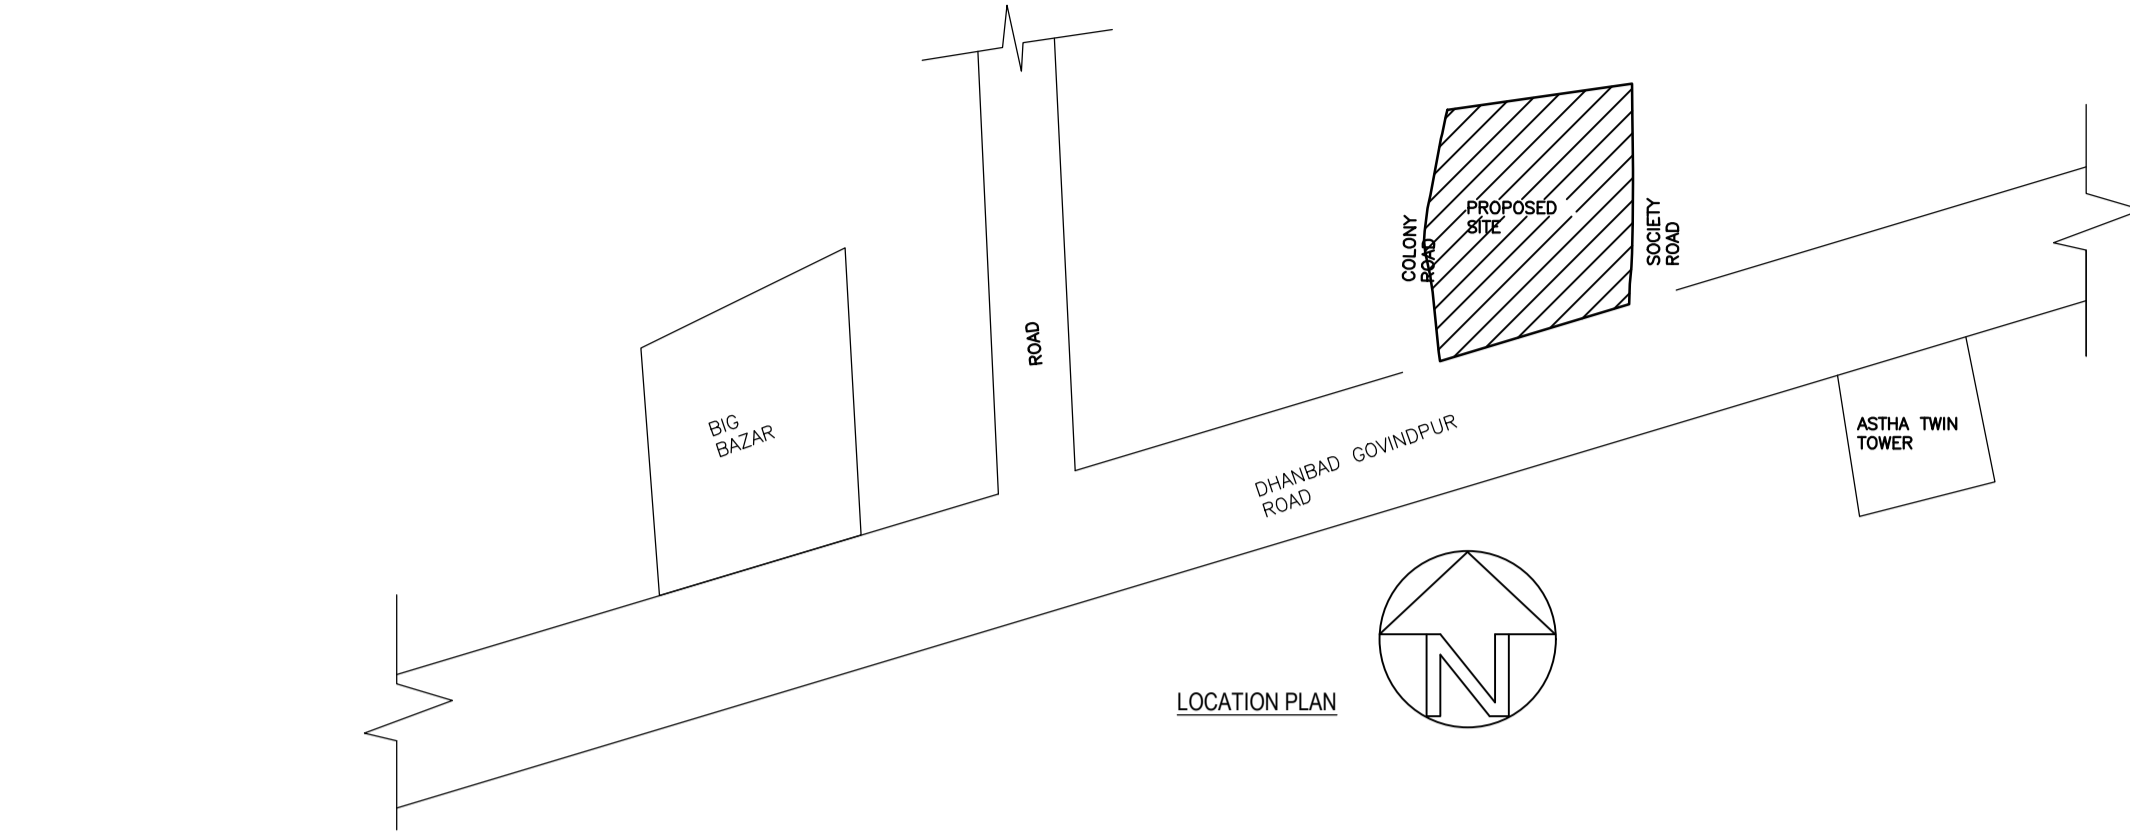 PROPOSED
SITE
COLONY
ROAD
SOCIETY
ROAD
ROAD
BIG
BAZAR
DHANBAD GOVINDPUR
ROAD
ASTHA TWIN
TOWER
N
LOCATION PLAN